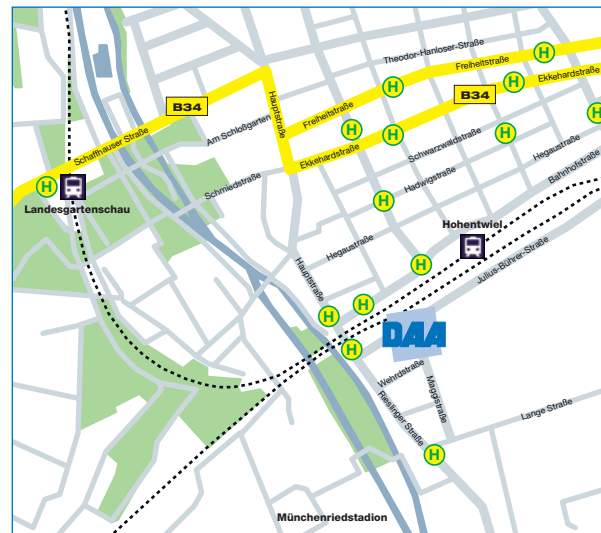 Theodor-Hanloser-Straße
H
Freiheitstraße
H
Ekkehardstraße
B34
H
B34
Hauptstraße
Freiheitstraße
H
H
H
H
Am Schloßgarten
Schaffhauser Straße
Ekkehardstraße
Schwarzwaldstraße
Hegaustraße
Bahnhofstraße
Schmiedstraße
Hadwigstraße
H
Landesgartenschau
H
Hohentwiel
Hegaustraße
Hauptstraße
H
Julius-Bührer-Straße
H
H
DAA
H
Wehrdstraße
Maggistraße
Rieslinger Straße
Lange Straße
H
Münchenriedstadion